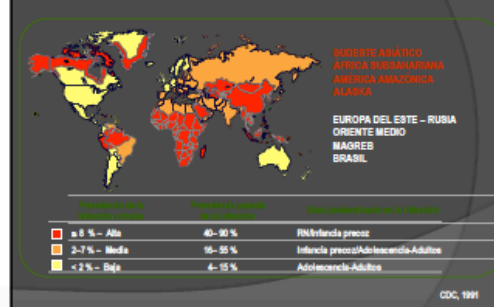 SUDESTE ASIÁTICO
AFRICA SUBSAHARIANA
AMERICA AMAZONICA
ALASKA
EUROPA DEL ESTE – RUSIA
ORIENTE MEDIO
MAGREB
BRASIL
≥ 8 % – Alta 40– 90 % RN/Infancia precoz
2–7 % – Media 16– 55 % Infancia precoz/Adolescencia-Adultos
< 2 % – Baja 4– 15 % Adolescencia-Adultos
CDC, 1991